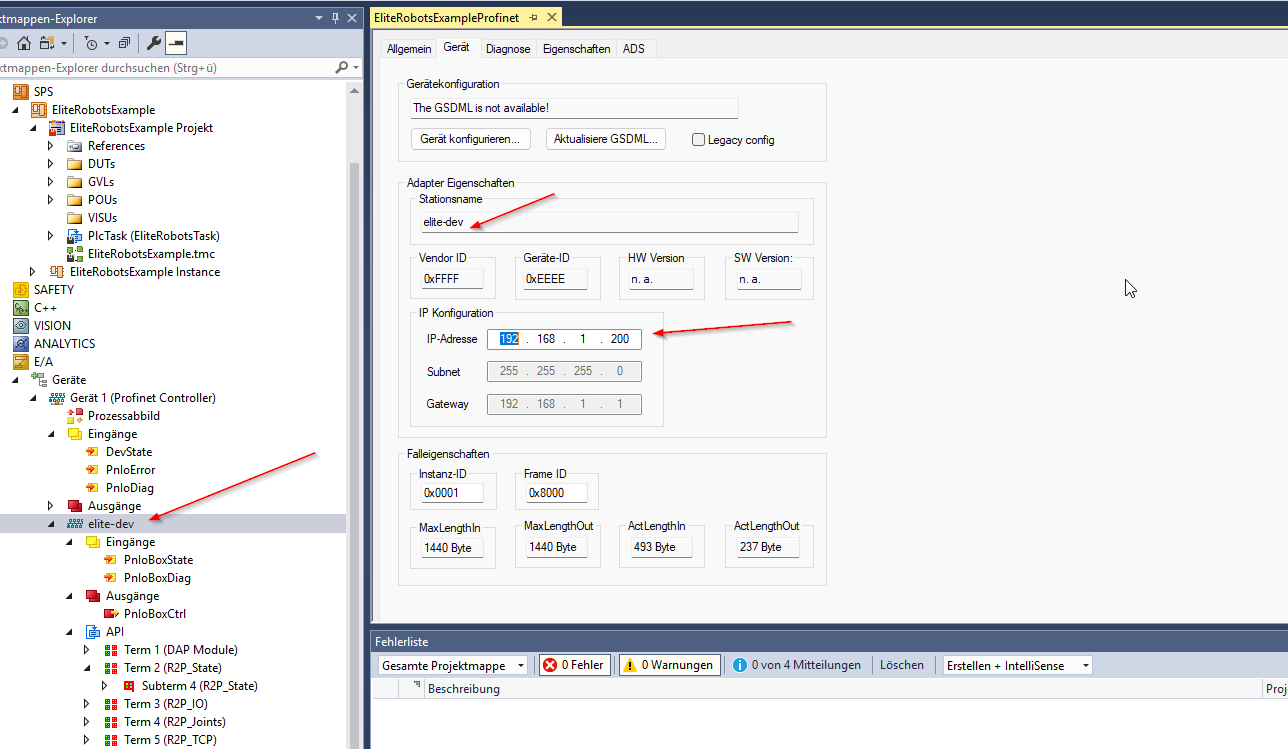 ktmappen-Explorer
ktmappen-Explorer durchsuchen (Strg+ü)
SPS
EliteRobotsExample
EliteRobotsExample Projekt
References
DUTs
GVLs
POUs
VISUs
PlcTask (EliteRobotsTask)
EliteRobotsExample.tmc
EliteRobotsExample Instance
SAFETY
C++
VISION
ANALYTICS
E/A
Geräte
Gerät 1 (Profinet Controller)
Prozessabbild
Eingänge
DevState
PnIoError
PnIoDiag
Ausgänge
elite-dev
Eingänge
PnIoBoxState
PnIoBoxDiag
Ausgänge
PnIoBoxCtrl
API
Term 1 (DAP Module)
Term 2 (R2P_State)
Subterm 4 (R2P_State)
Term 3 (R2P_IO)
Term 4 (R2P_Joints)
Term 5 (R2P_TCP)
EliteRobotsExampleProfinet
Allgemein Gerät Diagnose Eigenschaften ADS
Gerätekonfiguration
The GSDML is not available!
Gerät konfigurieren... Aktualisiere GSDML... Legacy config
Adapter Eigenschaften
Stationsname
elite-dev
Vendor ID Geräte-ID HW Version SW Version:
0xFFFF 0xEEEE n. a. n. a.
IP Konfiguration
IP-Adresse 192 . 168 . 1 . 200
Subnet 255 . 255 . 255 . 0
Gateway 192 . 168 . 1 . 1
Falleigenschaften
Instanz-ID Frame ID
0x0001 0x8000
MaxLengthIn MaxLengthOut ActLengthIn ActLengthOut
1440 Byte 1440 Byte 493 Byte 237 Byte
Fehlerliste
Gesamte Projektmappe 0 Fehler 0 Warnungen 0 von 4 Mitteilungen Löschen Erstellen + IntelliSense
Beschreibung Proj